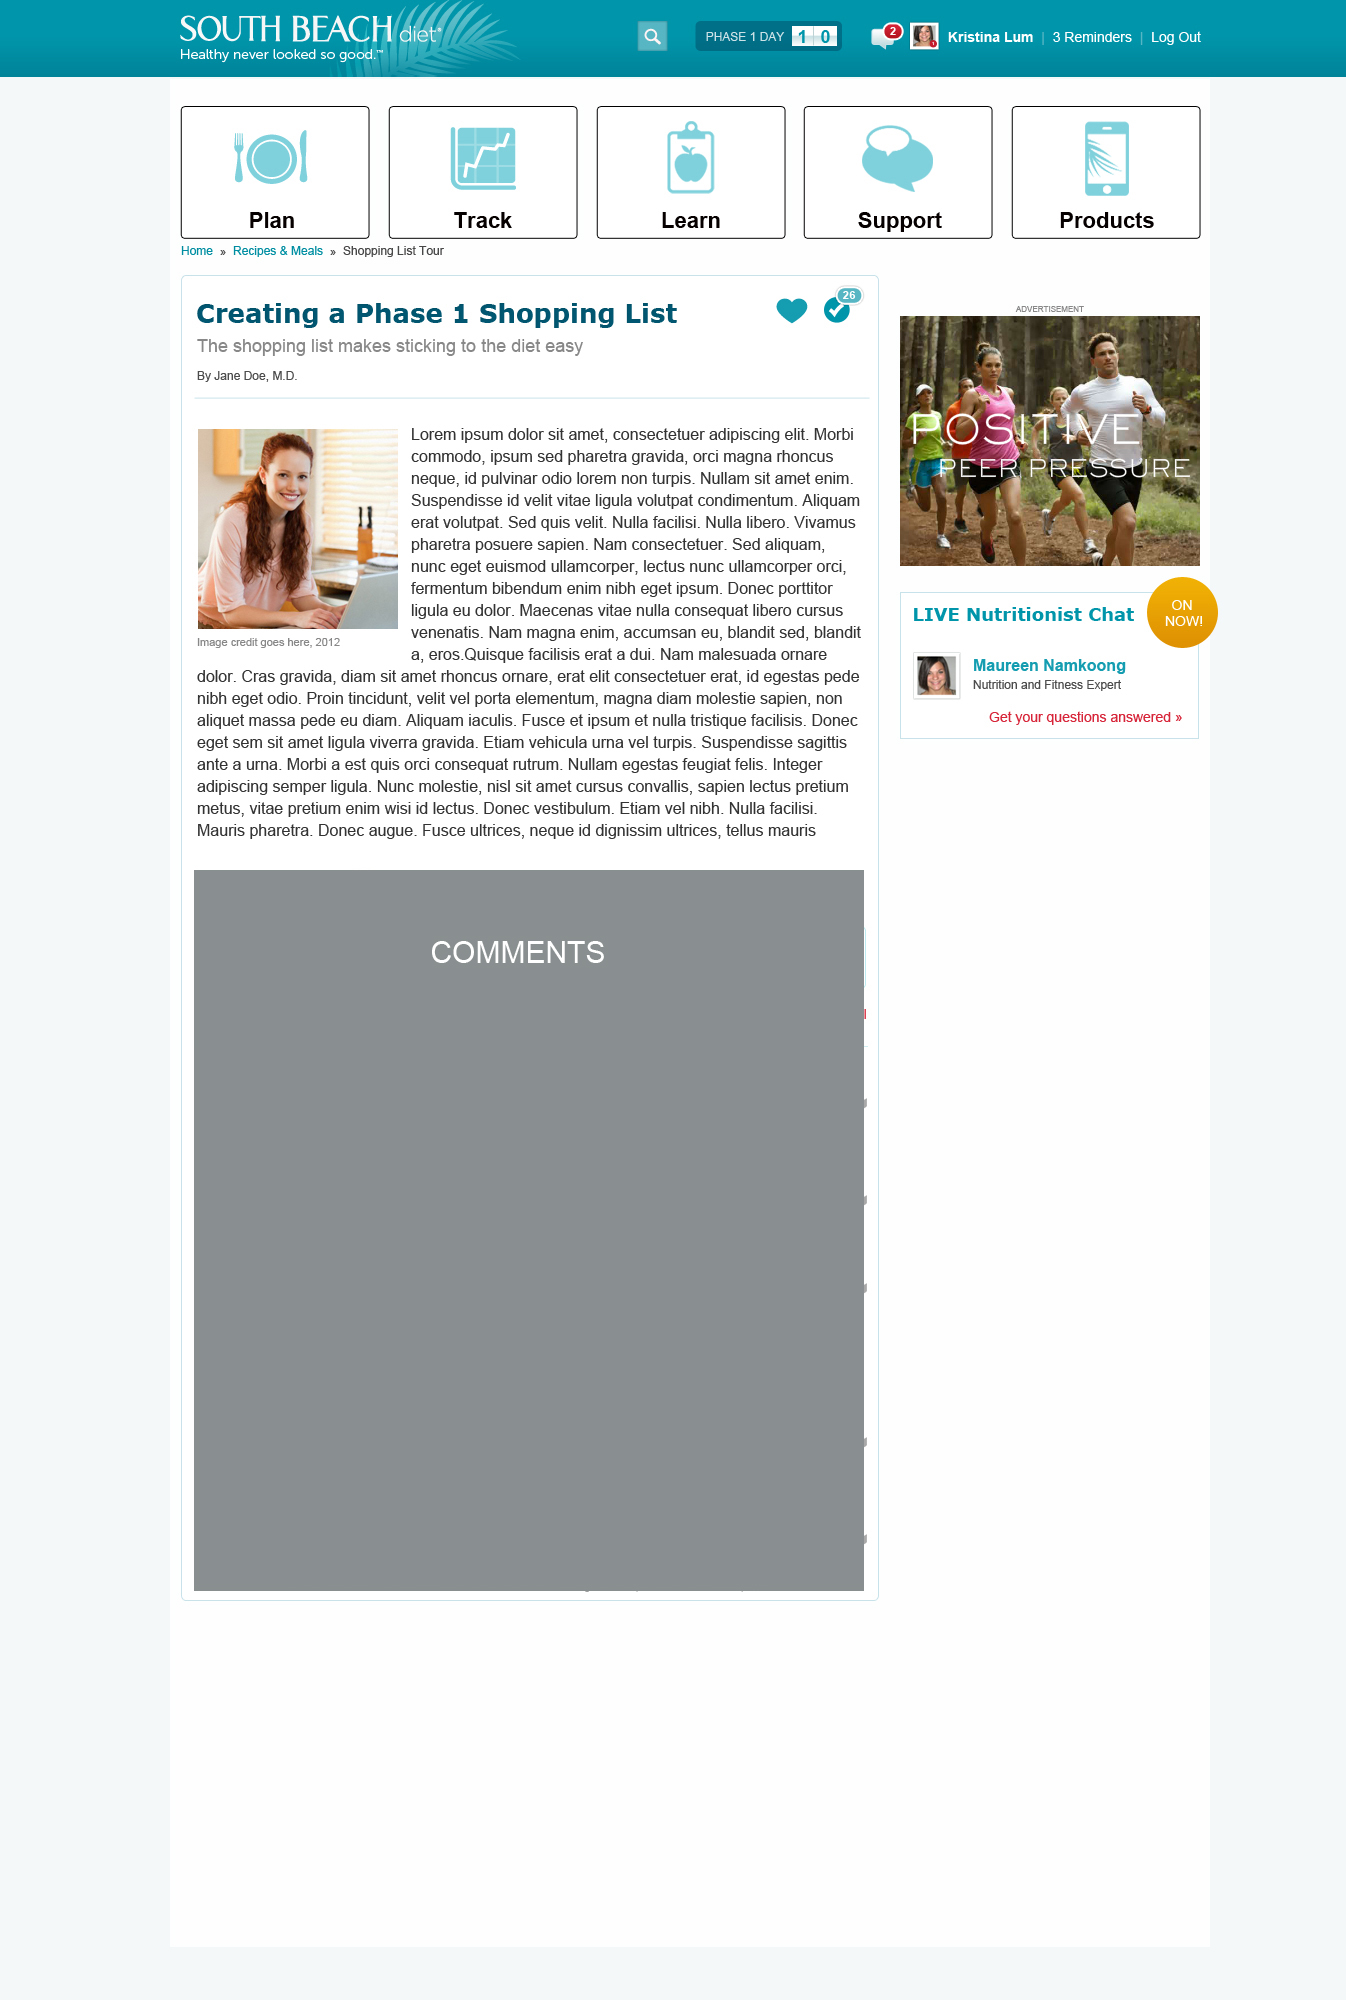 SOUTH BEACH diet®
Healthy never looked so good.™
PHASE 1 DAY 1 0
2
Kristina Lum | 3 Reminders | Log Out
Plan
Track
Learn
Support
Products
Home » Recipes & Meals » Shopping List Tour
Creating a Phase 1 Shopping List
26
The shopping list makes sticking to the diet easy
By Jane Doe, M.D.
Lorem ipsum dolor sit amet, consectetuer adipiscing elit. Morbi
commodo, ipsum sed pharetra gravida, orci magna rhoncus
neque, id pulvinar odio lorem non turpis. Nullam sit amet enim.
Suspendisse id velit vitae ligula volutpat condimentum. Aliquam
erat volutpat. Sed quis velit. Nulla facilisi. Nulla libero. Vivamus
pharetra posuere sapien. Nam consectetuer. Sed aliquam,
nunc eget euismod ullamcorper, lectus nunc ullamcorper orci,
fermentum bibendum enim nibh eget ipsum. Donec porttitor
ligula eu dolor. Maecenas vitae nulla consequat libero cursus
venenatis. Nam magna enim, accumsan eu, blandit sed, blandit
a, eros.Quisque facilisis erat a dui. Nam malesuada ornare
dolor. Cras gravida, diam sit amet rhoncus ornare, erat elit consectetuer erat, id egestas pede
nibh eget odio. Proin tincidunt, velit vel porta elementum, magna diam molestie sapien, non
aliquet massa pede eu diam. Aliquam iaculis. Fusce et ipsum et nulla tristique facilisis. Donec
eget sem sit amet ligula viverra gravida. Etiam vehicula urna vel turpis. Suspendisse sagittis
ante a urna. Morbi a est quis orci consequat rutrum. Nullam egestas feugiat felis. Integer
adipiscing semper ligula. Nunc molestie, nisl sit amet cursus convallis, sapien lectus pretium
metus, vitae pretium enim wisi id lectus. Donec vestibulum. Etiam vel nibh. Nulla facilisi.
Mauris pharetra. Donec augue. Fusce ultrices, neque id dignissim ultrices, tellus mauris
Image credit goes here, 2012
COMMENTS
ADVERTISEMENT
POSITIVE
PEER PRESSURE
LIVE Nutritionist Chat
ON
NOW!
Maureen Namkoong
Nutrition and Fitness Expert
Get your questions answered »